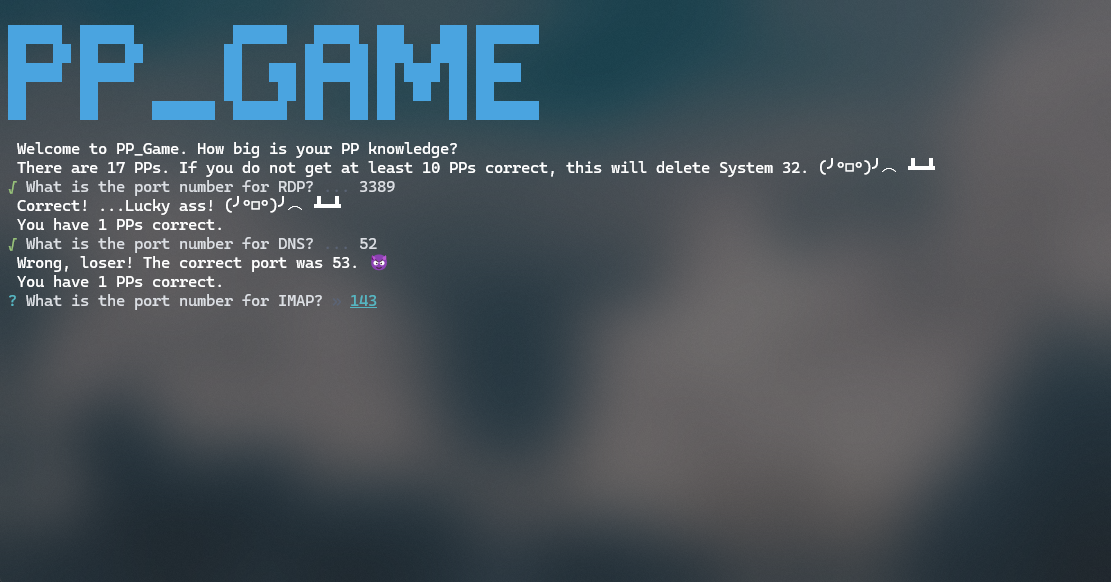 PP_GAME
Welcome to PP_Game. How big is your PP knowledge?
There are 17 PPs. If you do not get at least 10 PPs correct, this will delete System 32. (╯°□°)╯︵ ┻━┻
√ What is the port number for RDP? ... 3389
Correct! ...Lucky ass! (╯°□°)╯︵ ┻━┻
You have 1 PPs correct.
√ What is the port number for DNS? ... 52
Wrong, loser! The correct port was 53. 😈
You have 1 PPs correct.
? What is the port number for IMAP? » 143